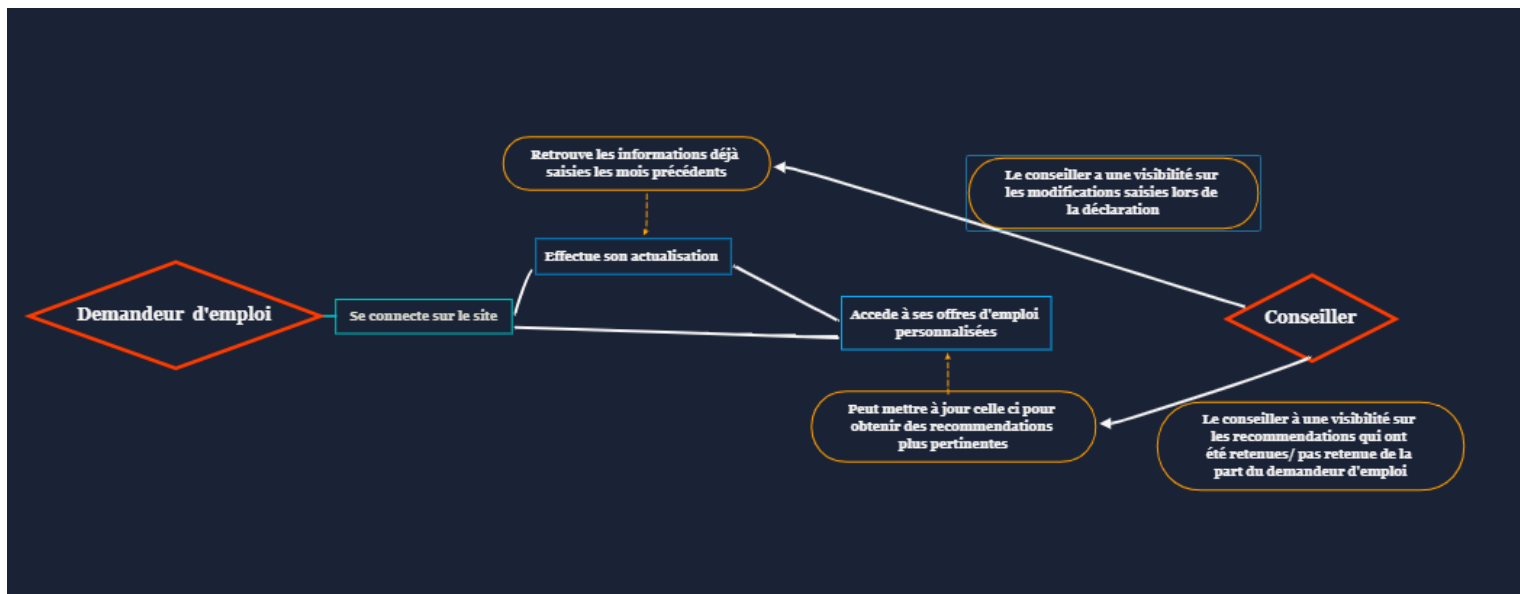 Retrouve les informations déjà
saisies les mois précédents
Le conseiller a une visibilité sur
les modifications saisies lors de
la déclaration
Effectue son actualisation
Demandeur d'emploi
Se connecte sur le site
Accede à ses offres d'emploi
personnalisées
Conseiller
Peut mettre à jour celle ci pour
obtenir des recommendations
plus pertinentes
Le conseiller à une visibilité sur
les recommendations qui ont
été retenues/ pas retenue de la
part du demandeur d'emploi